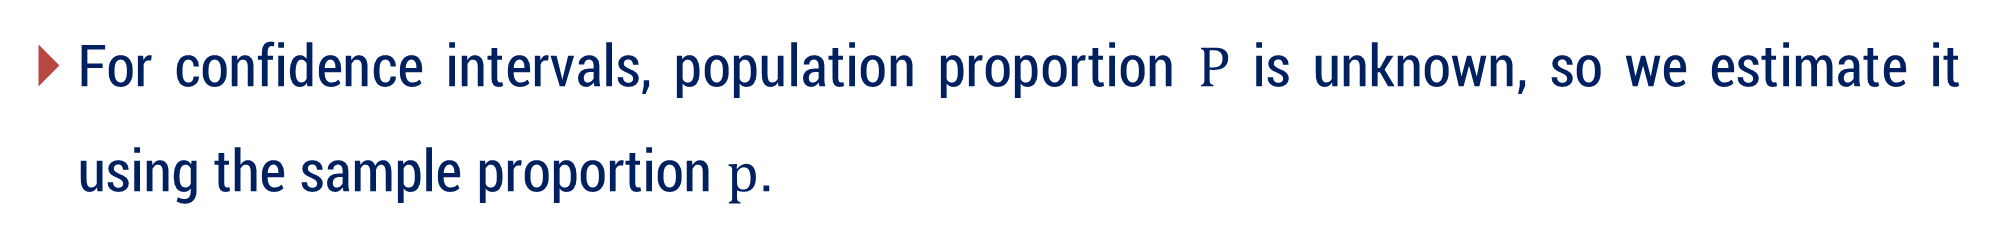 For confidence intervals, population proportion P is unknown, so we estimate it
using the sample proportion p.